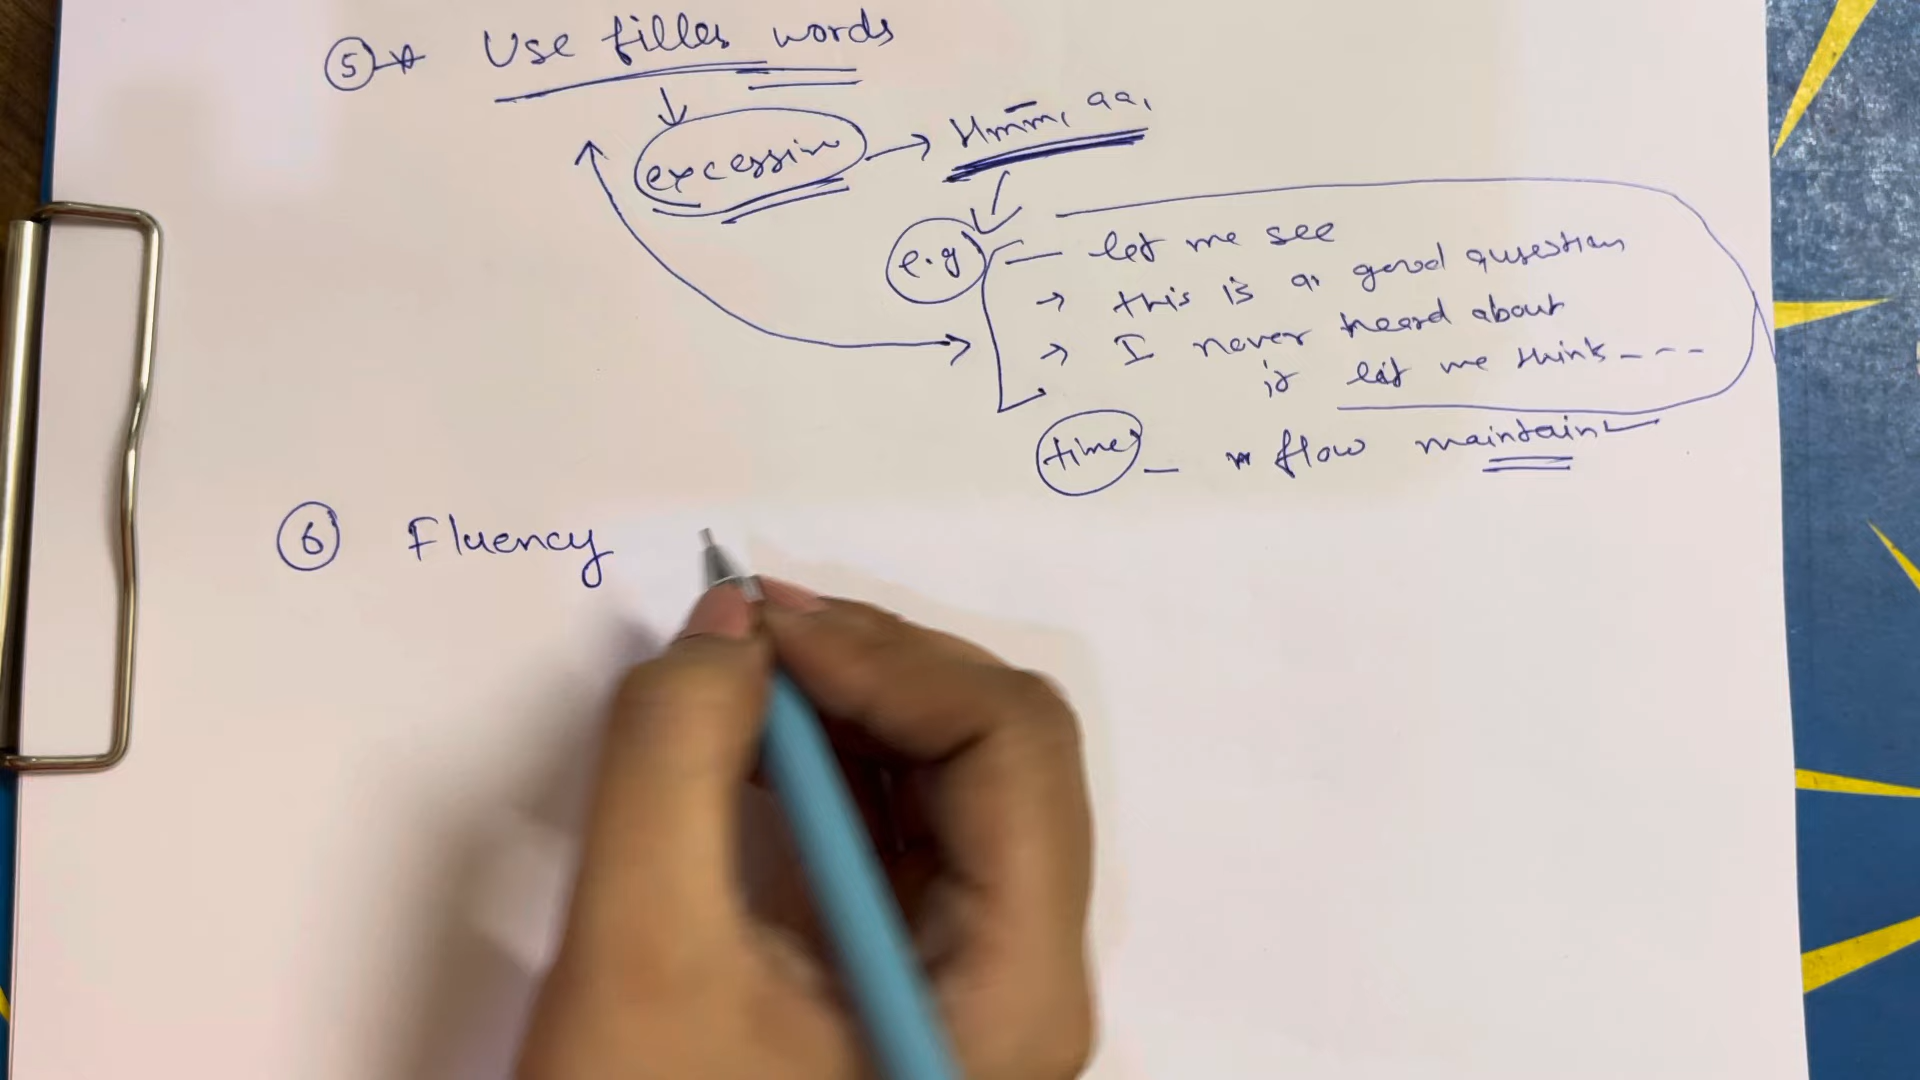 5 Use filler words
excessive → Hmm, aa,
e.g — let me see
→ this is a good question
→ I never heard about
it let me think - - - -
time - flow maintain
6 Fluency